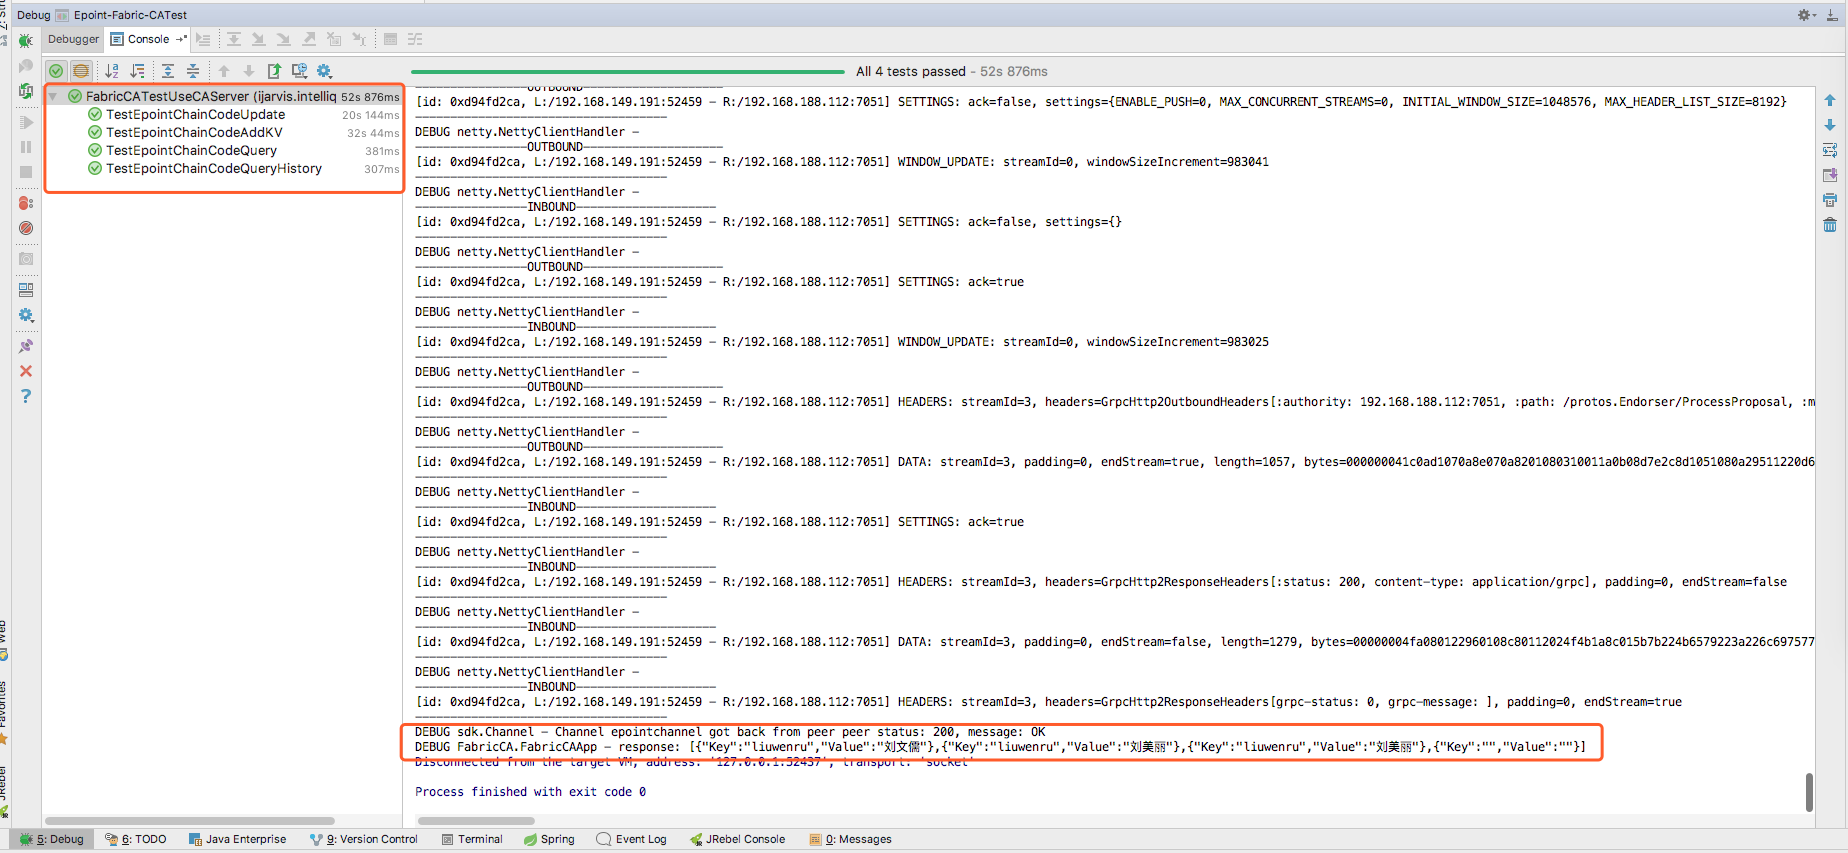 Debug Epoint-Fabric-CATest
Debugger Console
All 4 tests passed - 52s 876ms
FabricCATestUseCAServer (ijarvis.intelliq 52s 876ms
TestEpointChainCodeUpdate 20s 144ms
TestEpointChainCodeAddKV 32s 44ms
TestEpointChainCodeQuery 381ms
TestEpointChainCodeQueryHistory 307ms
----------------OUTBOUND--------------------
[id: 0xd94fd2ca, L:/192.168.149.191:52459 - R:/192.168.188.112:7051] SETTINGS: ack=false, settings={ENABLE_PUSH=0, MAX_CONCURRENT_STREAMS=0, INITIAL_WINDOW_SIZE=1048576, MAX_HEADER_LIST_SIZE=8192}
------------------------------------
DEBUG netty.NettyClientHandler -
----------------OUTBOUND--------------------
[id: 0xd94fd2ca, L:/192.168.149.191:52459 - R:/192.168.188.112:7051] WINDOW_UPDATE: streamId=0, windowSizeIncrement=983041
------------------------------------
DEBUG netty.NettyClientHandler -
----------------INBOUND--------------------
[id: 0xd94fd2ca, L:/192.168.149.191:52459 - R:/192.168.188.112:7051] SETTINGS: ack=false, settings={}
------------------------------------
DEBUG netty.NettyClientHandler -
----------------OUTBOUND--------------------
[id: 0xd94fd2ca, L:/192.168.149.191:52459 - R:/192.168.188.112:7051] SETTINGS: ack=true
------------------------------------
DEBUG netty.NettyClientHandler -
----------------INBOUND--------------------
[id: 0xd94fd2ca, L:/192.168.149.191:52459 - R:/192.168.188.112:7051] WINDOW_UPDATE: streamId=0, windowSizeIncrement=983025
------------------------------------
DEBUG netty.NettyClientHandler -
----------------OUTBOUND--------------------
[id: 0xd94fd2ca, L:/192.168.149.191:52459 - R:/192.168.188.112:7051] HEADERS: streamId=3, headers=GrpcHttp2OutboundHeaders[:authority: 192.168.188.112:7051, :path: /protos.Endorser/ProcessProposal, :m
------------------------------------
DEBUG netty.NettyClientHandler -
----------------OUTBOUND--------------------
[id: 0xd94fd2ca, L:/192.168.149.191:52459 - R:/192.168.188.112:7051] DATA: streamId=3, padding=0, endStream=true, length=1057, bytes=000000041c0ad1070a8e070a8201080310011a0b08d7e2c8d1051080a29511220d6
------------------------------------
DEBUG netty.NettyClientHandler -
----------------INBOUND--------------------
[id: 0xd94fd2ca, L:/192.168.149.191:52459 - R:/192.168.188.112:7051] SETTINGS: ack=true
------------------------------------
DEBUG netty.NettyClientHandler -
----------------INBOUND--------------------
[id: 0xd94fd2ca, L:/192.168.149.191:52459 - R:/192.168.188.112:7051] HEADERS: streamId=3, headers=GrpcHttp2ResponseHeaders[:status: 200, content-type: application/grpc], padding=0, endStream=false
------------------------------------
DEBUG netty.NettyClientHandler -
----------------INBOUND--------------------
[id: 0xd94fd2ca, L:/192.168.149.191:52459 - R:/192.168.188.112:7051] DATA: streamId=3, padding=0, endStream=false, length=1279, bytes=00000004fa080122960108c80112024f4b1a8c015b7b224b6579223a226c697577
------------------------------------
DEBUG netty.NettyClientHandler -
----------------INBOUND--------------------
[id: 0xd94fd2ca, L:/192.168.149.191:52459 - R:/192.168.188.112:7051] HEADERS: streamId=3, headers=GrpcHttp2ResponseHeaders[grpc-status: 0, grpc-message: ], padding=0, endStream=true
------------------------------------
DEBUG sdk.Channel - Channel epointchannel got back from peer peer status: 200, message: OK
DEBUG FabricCA.FabricCAApp - response: [{"Key":"liuwenru","Value":"刘文儒"},{"Key":"liuwenru","Value":"刘美丽"},{"Key":"liuwenru","Value":"刘美丽"},{"Key":"","Value":""}]
Disconnected from the target VM, address: '127.0.0.1:52437', transport: 'socket'
Process finished with exit code 0
Web
Favorites
JRebel
5: Debug 6: TODO Java Enterprise 9: Version Control Terminal Spring Event Log JRebel Console 0: Messages